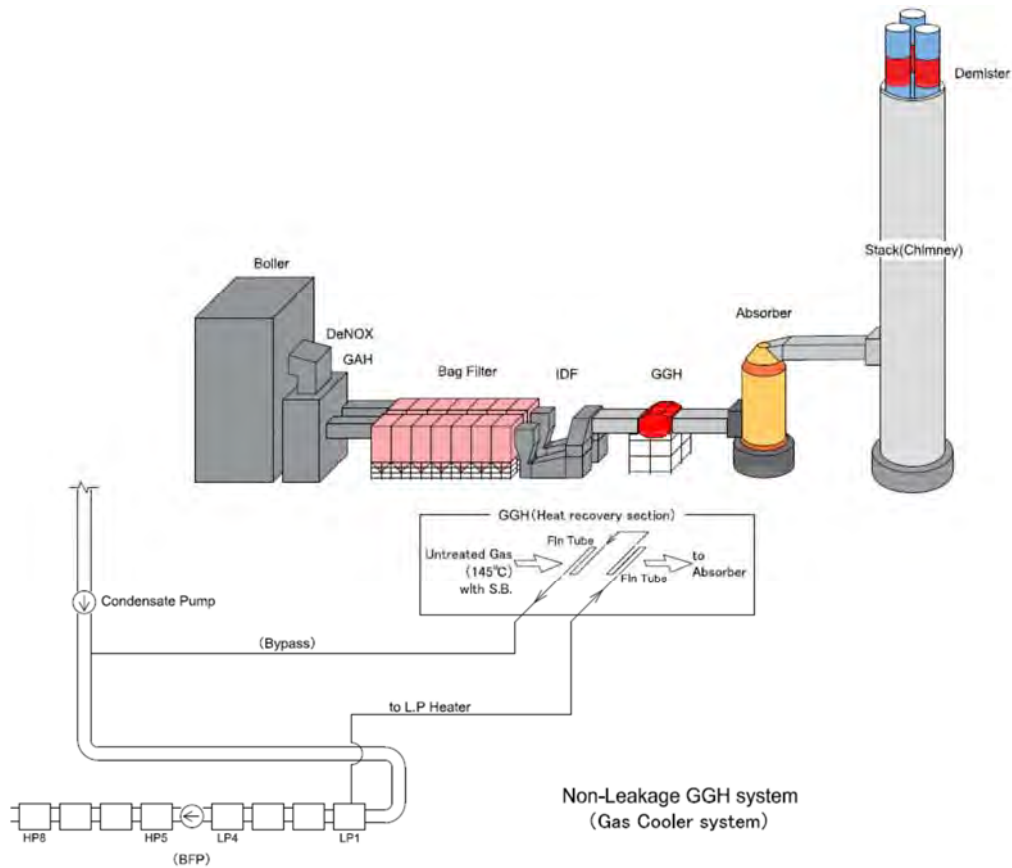 Demister
Stack(Chimney)
Boiler
DeNOX
GAH
Bag Filter
IDF
GGH
Absorber
GGH(Heat recovery section)
Fin Tube
Untreated Gas
(145℃)
with S.B.
to
Absorber
Fin Tube
Condensate Pump
(Bypass)
to L.P Heater
HP8
HP5
LP4
LP1
(BFP)
Non-Leakage GGH system
(Gas Cooler system)